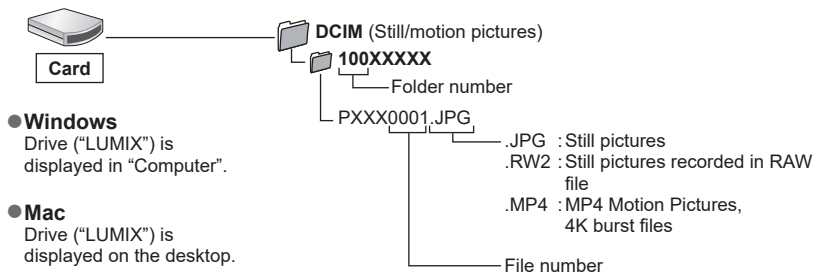 Card
DCIM (Still/motion pictures)
100XXXXX
Folder number
PXXX0001.JPG
.JPG : Still pictures
.RW2 : Still pictures recorded in RAW
file
.MP4 : MP4 Motion Pictures,
4K burst files
File number
●Windows
Drive (“LUMIX”) is
displayed in “Computer”.
●Mac
Drive (“LUMIX”) is
displayed on the desktop.